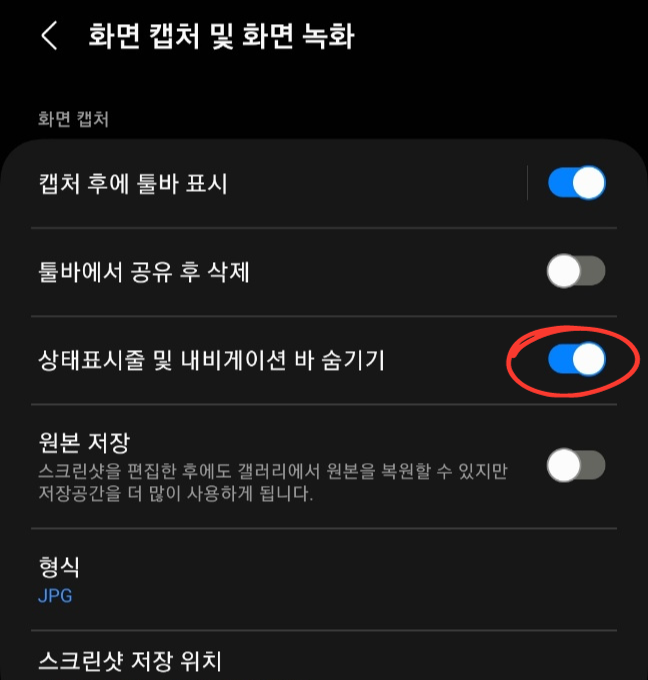 화면 캡처 및 화면 녹화
화면 캡처
캡처 후에 툴바 표시
툴바에서 공유 후 삭제
상태표시줄 및 내비게이션 바 숨기기
원본 저장
스크린샷을 편집한 후에도 갤러리에서 원본을 복원할 수 있지만
저장공간을 더 많이 사용하게 됩니다.
형식
JPG
스크린샷 저장 위치